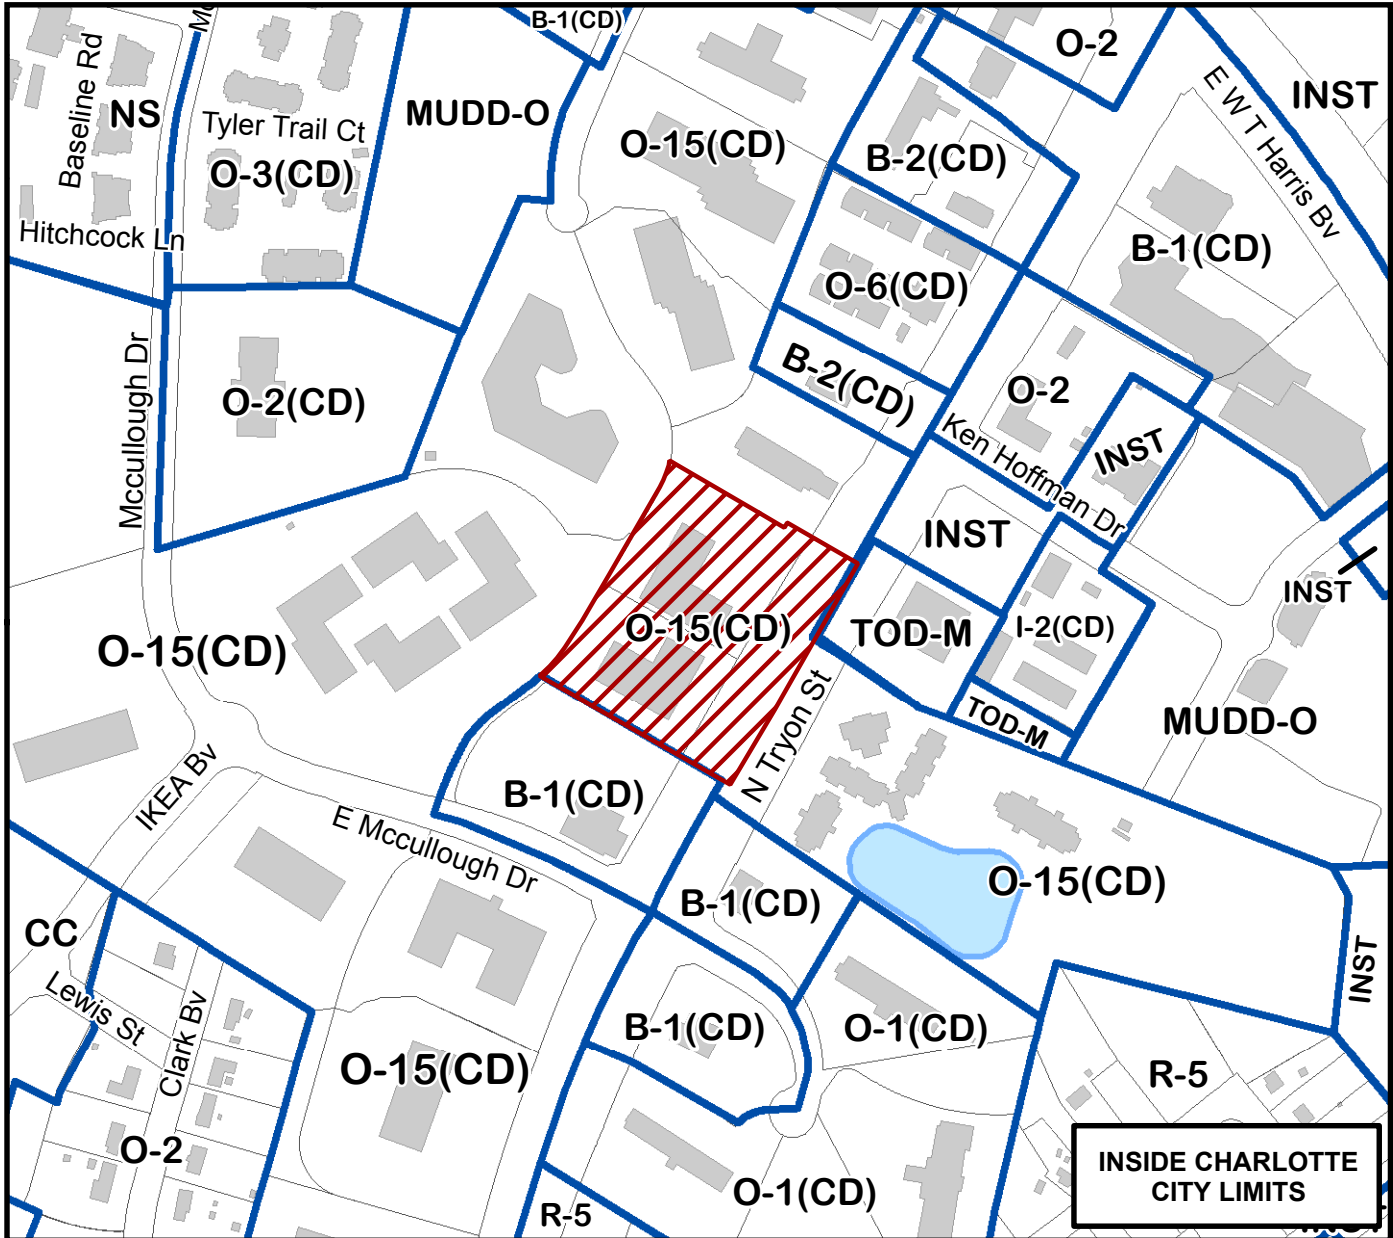 B-1(CD)
O-2
INST
E W T Harris Bv
Baseline Rd
NS
Tyler Trail Ct
MUDD-O
O-15(CD)
B-2(CD)
O-3(CD)
Hitchcock Ln
B-1(CD)
O-6(CD)
Mccullough Dr
B-2(CD)
O-2
O-2(CD)
Ken Hoffman Dr
INST
INST
INST
O-15(CD)
O-15(CD)
TOD-M
I-2(CD)
N Tryon St
TOD-M
MUDD-O
IKEA Bv
B-1(CD)
E Mccullough Dr
O-15(CD)
B-1(CD)
CC
INST
Lewis St
Clark Bv
B-1(CD)
O-1(CD)
O-15(CD)
R-5
O-2
INSIDE CHARLOTTE
CITY LIMITS
O-1(CD)
R-5